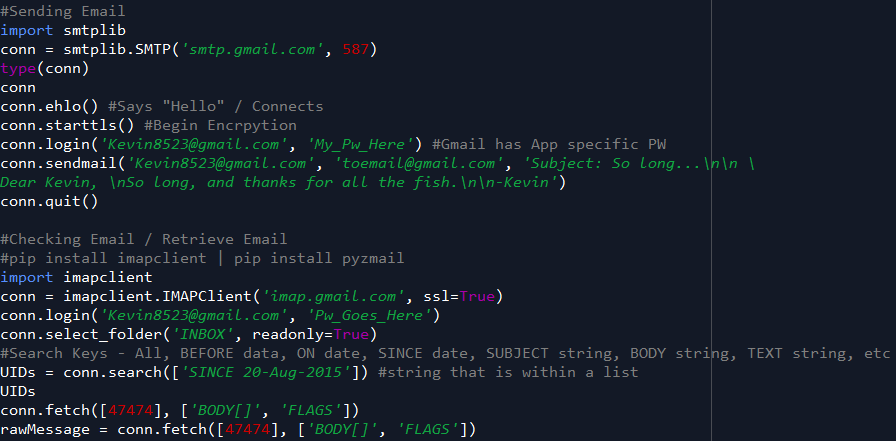 #Sending Email
import smtplib
conn = smtplib.SMTP('smtp.gmail.com', 587)
type(conn)
conn
conn.ehlo() #Says "Hello" / Connects
conn.starttls() #Begin Encrpytion
conn.login('Kevin8523@gmail.com', 'My_Pw_Here') #Gmail has App specific PW
conn.sendmail('Kevin8523@gmail.com', 'toemail@gmail.com', 'Subject: So long...\n\n \
Dear Kevin, \nSo long, and thanks for all the fish.\n\n-Kevin')
conn.quit()
#Checking Email / Retrieve Email
#pip install imapclient | pip install pyzmail
import imapclient
conn = imapclient.IMAPClient('imap.gmail.com', ssl=True)
conn.login('Kevin8523@gmail.com', 'Pw_Goes_Here')
conn.select_folder('INBOX', readonly=True)
#Search Keys - All, BEFORE data, ON date, SINCE date, SUBJECT string, BODY string, TEXT string, etc
UIDs = conn.search(['SINCE 20-Aug-2015']) #string that is within a list
UIDs
conn.fetch([47474], ['BODY[]', 'FLAGS'])
rawMessage = conn.fetch([47474], ['BODY[]', 'FLAGS'])